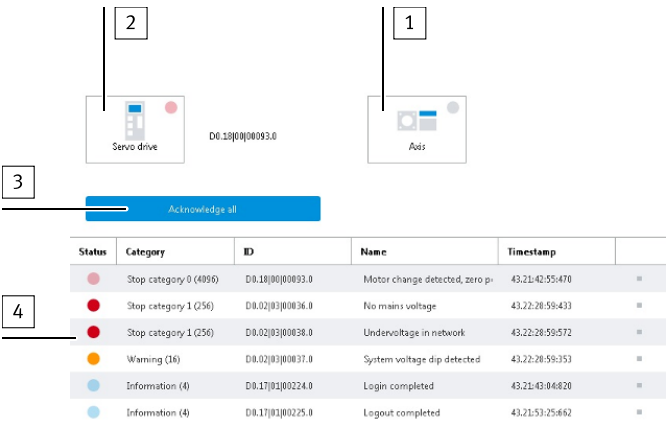 2
1
Servo drive
D0.18|00|00093.0
Axis
3
Acknowledge all
Status Category ID Name Timestamp
Stop category 0 (4096) D0.18|00|00093.0 Motor change detected, zero p 43.21:42:55:470
Stop category 1 (256) D0.02|03|00036.0 No mains voltage 43.22:28:59:433
4
Stop category 1 (256) D0.02|03|00038.0 Undervoltage in network 43.22:28:59:572
Warning (16) D0.02|03|00037.0 System voltage dip detected 43.22:28:59:353
Information (4) D0.17|01|00224.0 Login completed 43.21:43:04:820
Information (4) D0.17|01|00225.0 Logout completed 43.21:53:25:662